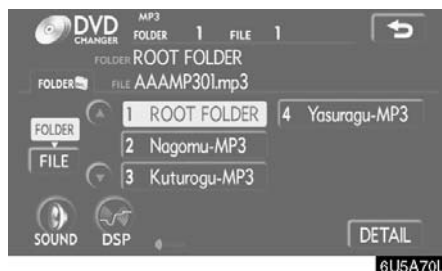 DVD MP3
CHANGER FOLDER 1 FILE 1
FOLDER ROOT FOLDER
FOLDER FILE AAAMP301.mp3
1 ROOT FOLDER 4 Yasuragu-MP3
FOLDER
2 Nagomu-MP3
FILE
3 Kuturogu-MP3
SOUND DSP DETAIL
6U5A70L